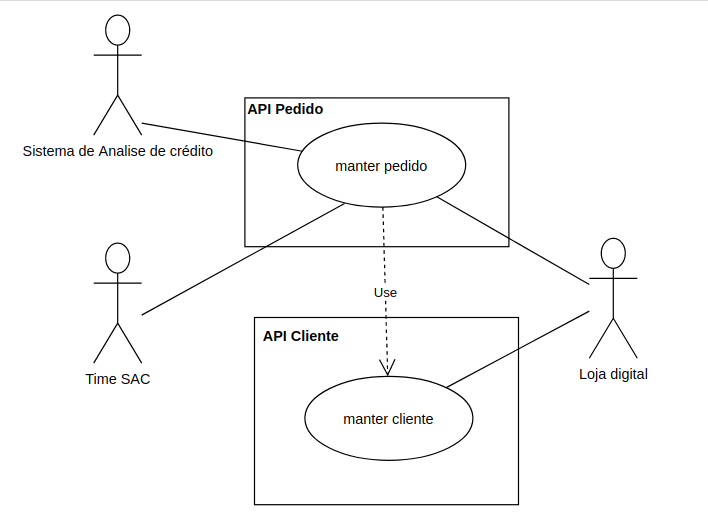 API Pedido
Sistema de Analise de crédito
manter pedido
Use
API Cliente
Time SAC
Loja digital
manter cliente